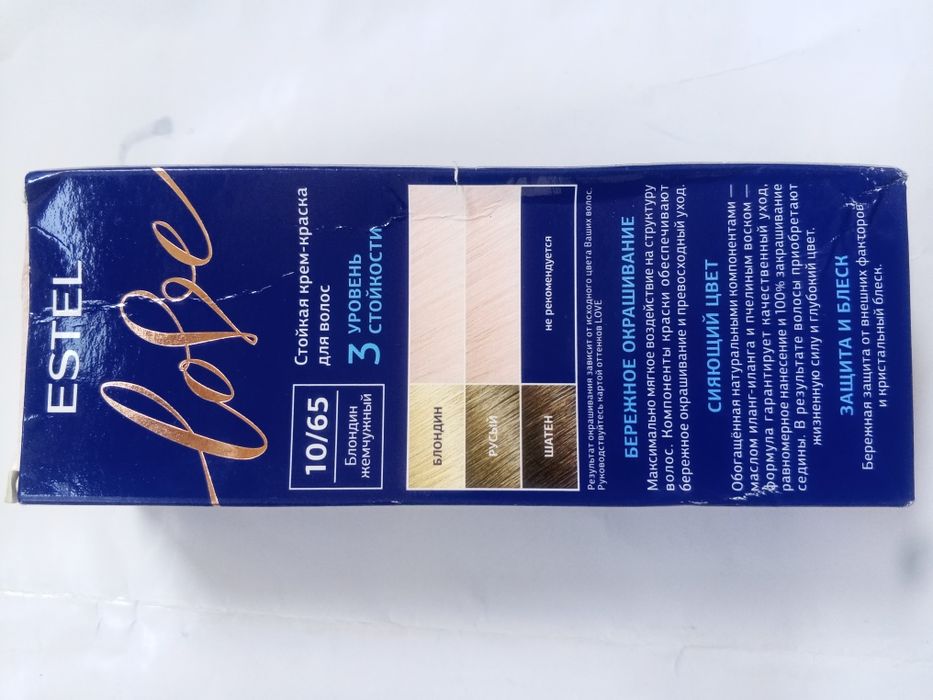 ESTEL
love
10/65
Блондин
жемчужный
Стойкая крем-краска
для волос
3 УРОВЕНЬ
СТОЙКОСТИ
БЛОНДИН
РУСЫЙ
ШАТЕН
не рекомендуется
Результат окрашивания зависит от исходного цвета Ваших волос.
Руководствуйтесь картой оттенков LOVE
БЕРЕЖНОЕ ОКРАШИВАНИЕ
Максимально мягкое воздействие на структуру
волос. Компоненты краски обеспечивают
бережное окрашивание и превосходный уход.
СИЯЮЩИЙ ЦВЕТ
Обогащённая натуральными компонентами —
маслом иланг-иланга и пчелиным воском —
формула гарантирует качественный уход,
равномерное нанесение и 100% закрашивание
седины. В результате волосы приобретают
жизненную силу и глубокий цвет.
ЗАЩИТА И БЛЕСК
Бережная защита от внешних факторов
и кристальный блеск.